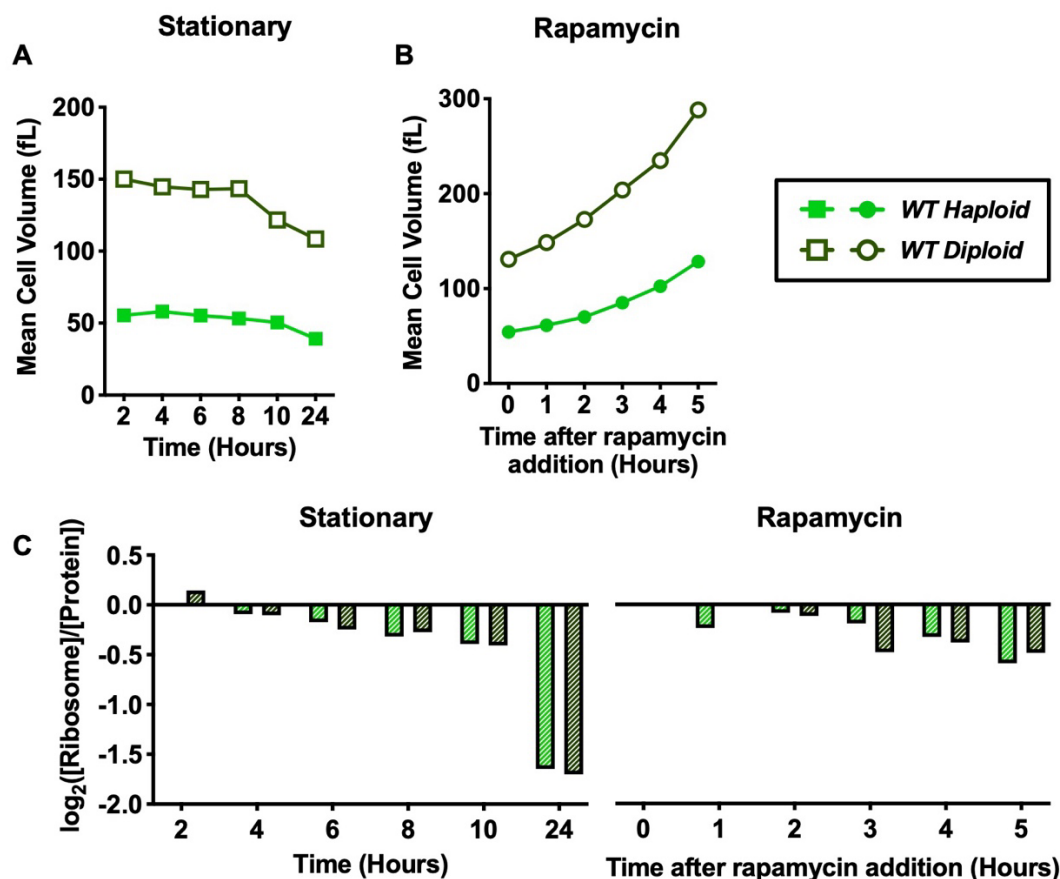 Stationary
Rapamycin
A
B
Mean Cell Volume (fL)
200
150
100
50
0
2 4 6 8 10 24
Time (Hours)
Mean Cell Volume (fL)
300
200
100
0
0 1 2 3 4 5
Time after rapamycin
addition (Hours)
WT Haploid
WT Diploid
C
Stationary
Rapamycin
log2([Ribosome]/[Protein])
0.5
0.0
-0.5
-1.0
-1.5
-2.0
2 4 6 8 10 24
Time (Hours)
0 1 2 3 4 5
Time after rapamycin addition (Hours)